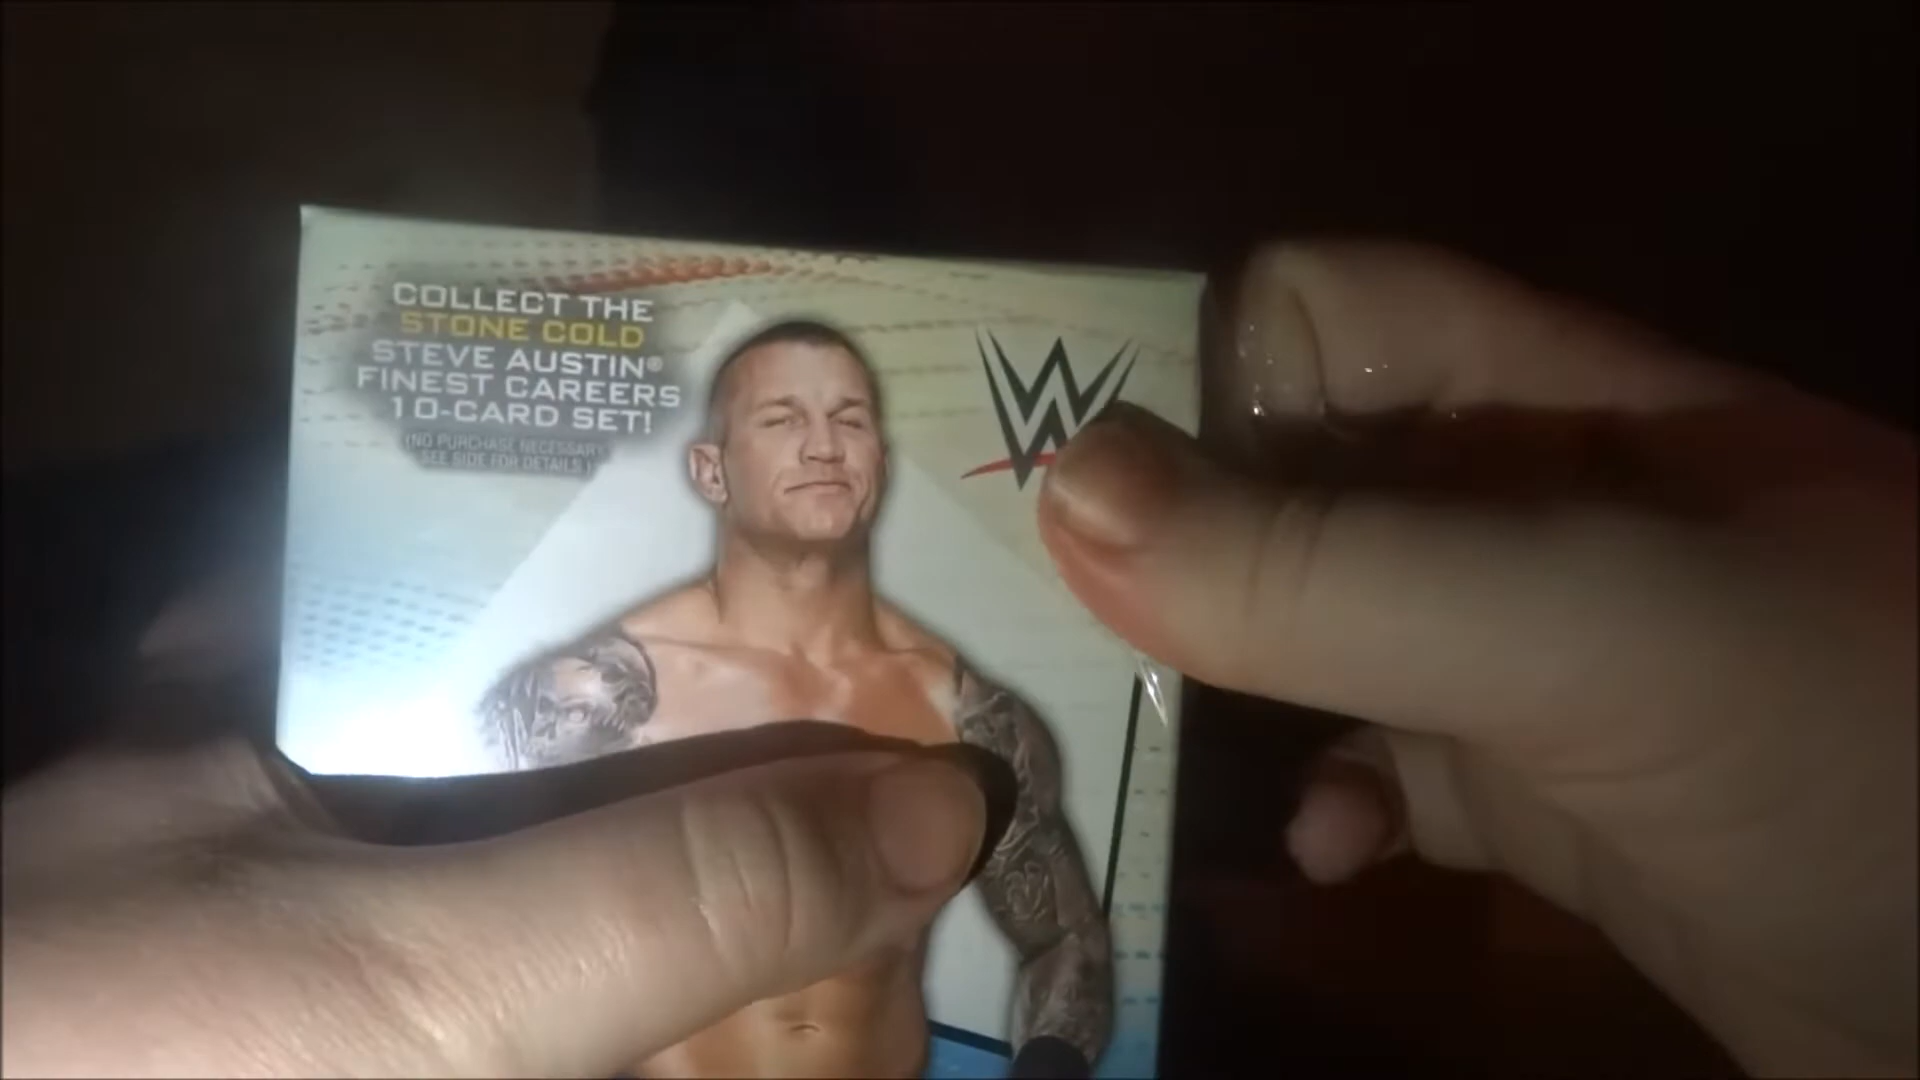 COLLECT THE
STONE COLD
STEVE AUSTIN®
FINEST CAREERS
10-CARD SET!
(NO PURCHASE NECESSARY.
SEE SIDE FOR DETAILS.)
W